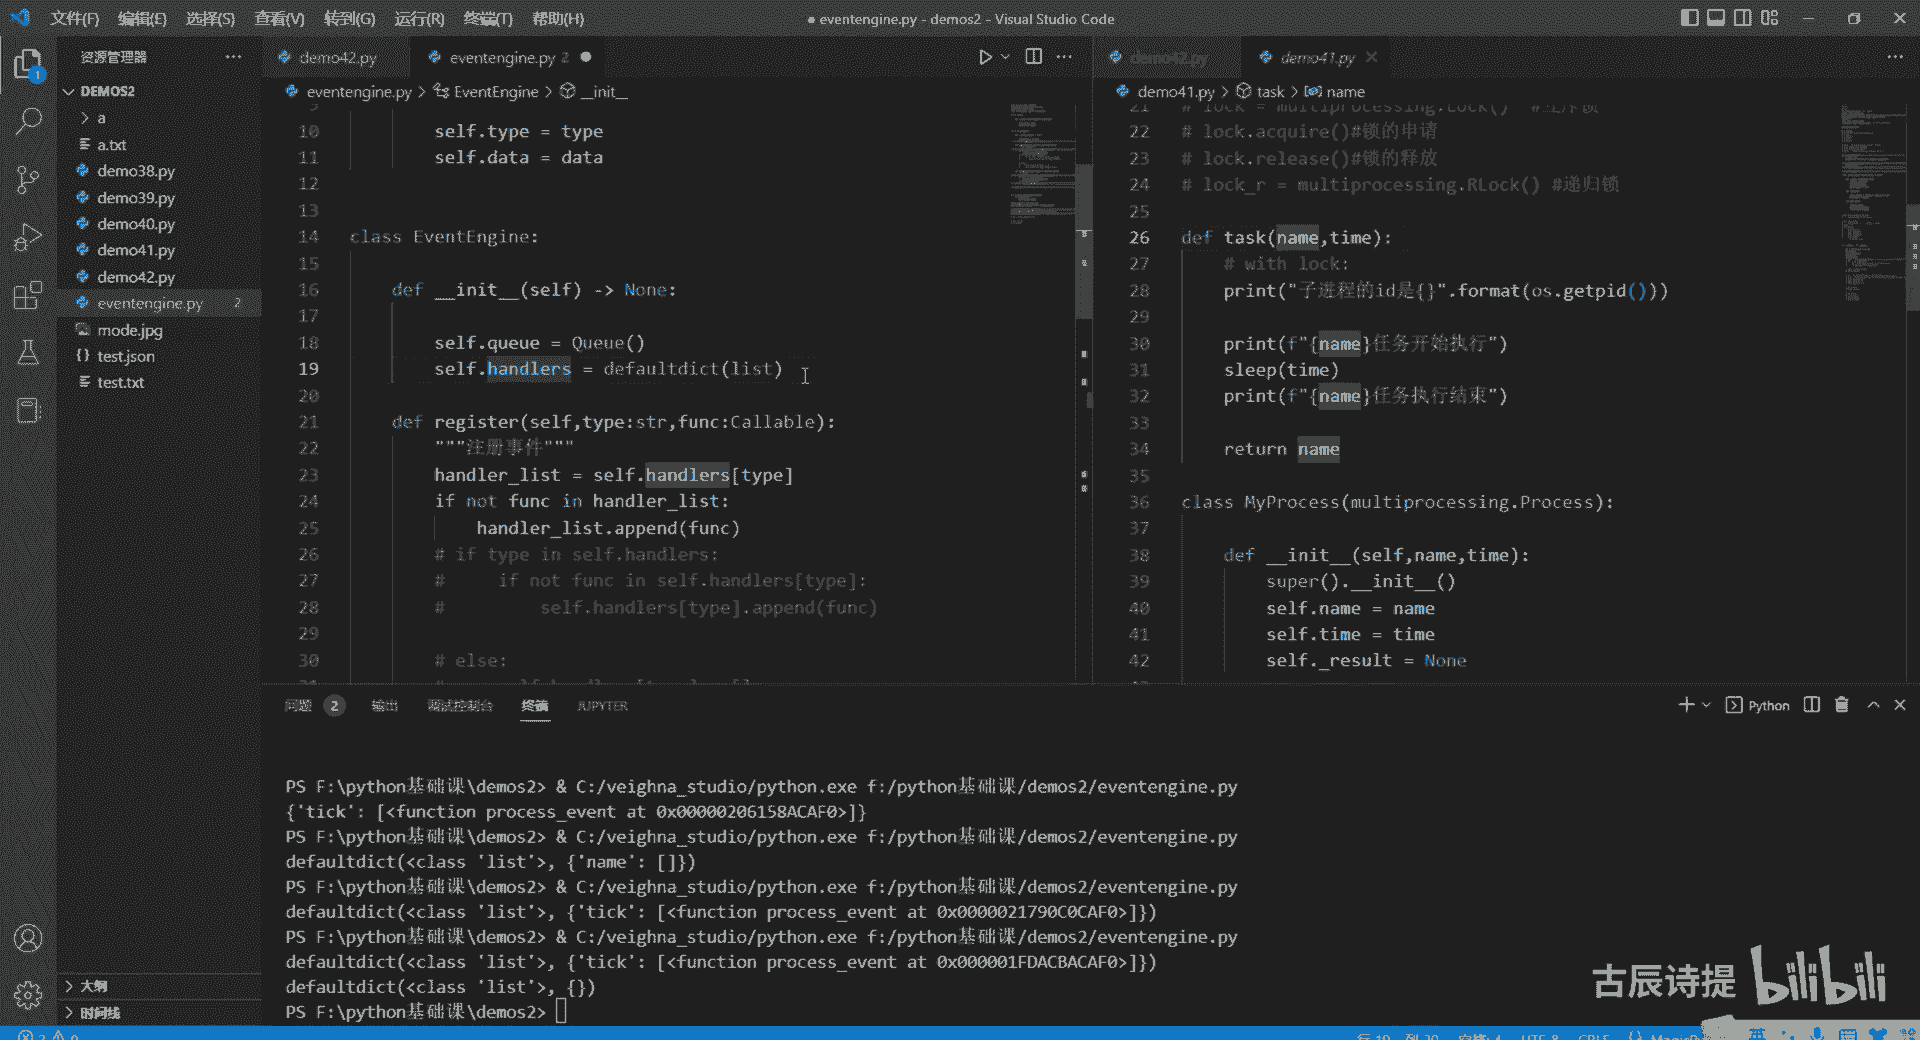 文件(F) 编辑(E) 选择(S) 查看(V) 转到(G) 运行(R) 终端(T) 帮助(H)
● eventengine.py - demos2 - Visual Studio Code
资源管理器
DEMOS2
a
a.txt
demo38.py
demo39.py
demo40.py
demo41.py
demo42.py
eventengine.py 2
mode.jpg
test.json
test.txt
大纲
时间线
1
demo42.py
eventengine.py 2
eventengine.py > EventEngine > __init__
10 self.type = type
11 self.data = data
12
13
14 class EventEngine:
15
16 def __init__(self) -> None:
17
18 self.queue = Queue()
19 self.handlers = defaultdict(list)
20
21 def register(self,type:str,func:Callable):
22 """注册事件"""
23 handler_list = self.handlers[type]
24 if not func in handler_list:
25 handler_list.append(func)
26 # if type in self.handlers:
27 # if not func in self.handlers[type]:
28 # self.handlers[type].append(func)
29
30 # else:
demo42.py
demo41.py
demo41.py > task > name
21 # lock = multiprocessing.Lock()
22 # lock.acquire()#锁的申请
23 # lock.release()#锁的释放
24 # lock_r = multiprocessing.RLock() #递归锁
25
26 def task(name,time):
27 # with lock:
28 print("子进程的id是{}".format(os.getpid()))
29
30 print(f"{name}任务开始执行")
31 sleep(time)
32 print(f"{name}任务执行结束")
33
34 return name
35
36 class MyProcess(multiprocessing.Process):
37
38 def __init__(self,name,time):
39 super().__init__()
40 self.name = name
41 self.time = time
42 self._result = None
问题 2 输出 调试控制台 终端 JUPYTER
Python
PS F:\python基础课\demos2> & C:/veighna_studio/python.exe f:/python基础课/demos2/eventengine.py
{'tick': [<function process_event at 0x00000206158ACAF0>]}
PS F:\python基础课\demos2> & C:/veighna_studio/python.exe f:/python基础课/demos2/eventengine.py
defaultdict(<class 'list'>, {'name': []})
PS F:\python基础课\demos2> & C:/veighna_studio/python.exe f:/python基础课/demos2/eventengine.py
defaultdict(<class 'list'>, {'tick': [<function process_event at 0x0000021790C0CAF0>]})
PS F:\python基础课\demos2> & C:/veighna_studio/python.exe f:/python基础课/demos2/eventengine.py
defaultdict(<class 'list'>, {'tick': [<function process_event at 0x000001FDACBACAF0>]})
defaultdict(<class 'list'>, {})
PS F:\python基础课\demos2>
古辰诗提 bilibili